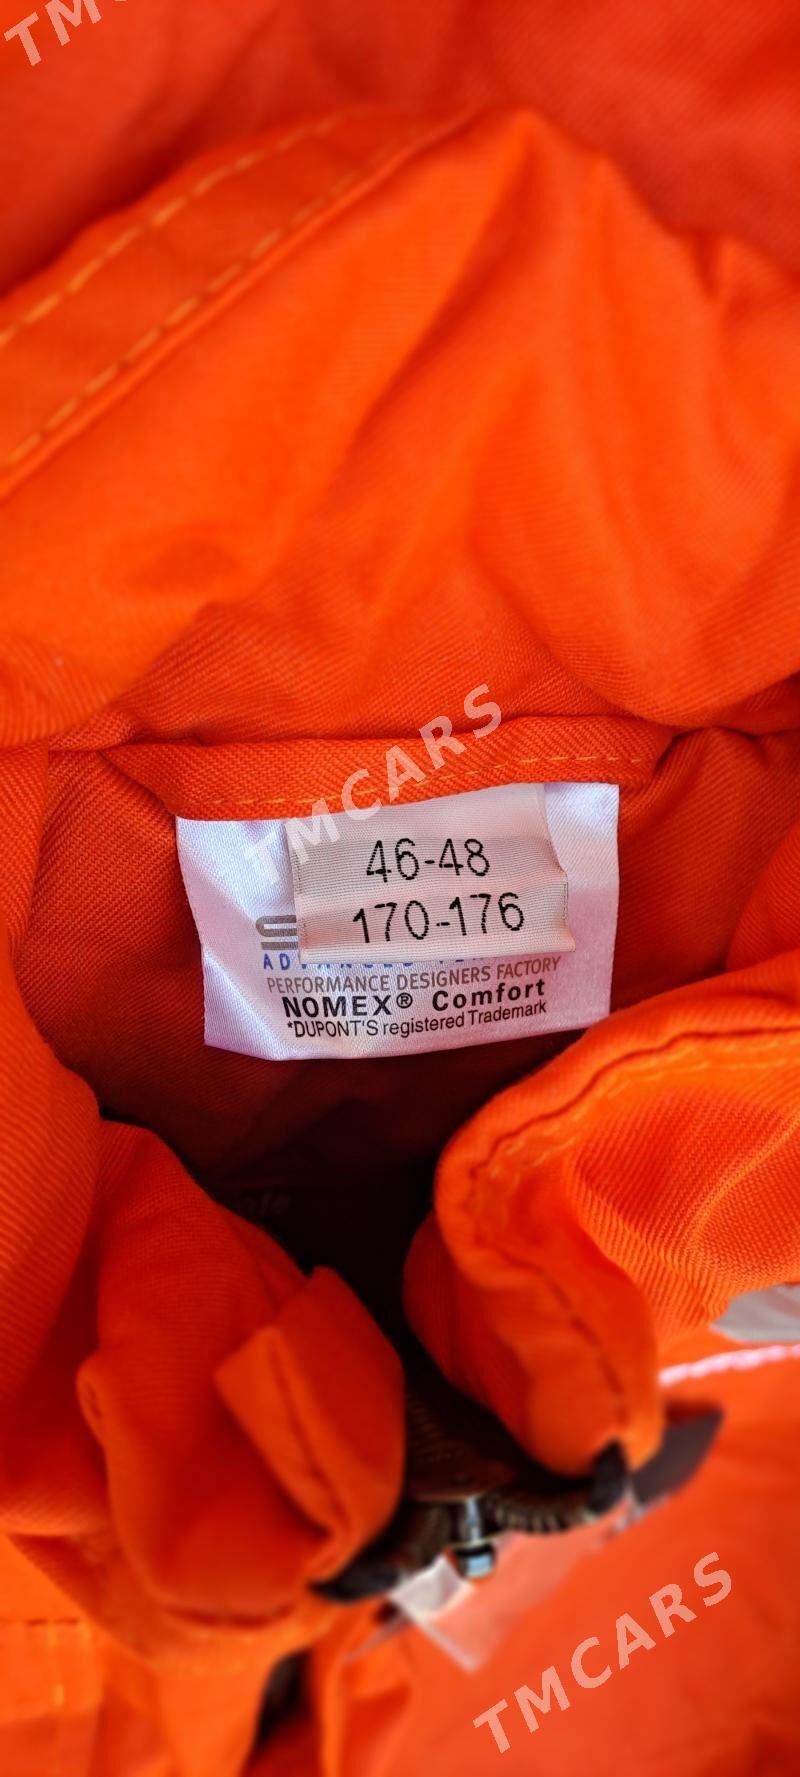 TMCARS
46-48
170-176
PERFORMANCE DESIGNERS FACTORY
NOMEX® Comfort
*DUPONT'S registered Trademark
TMCARS